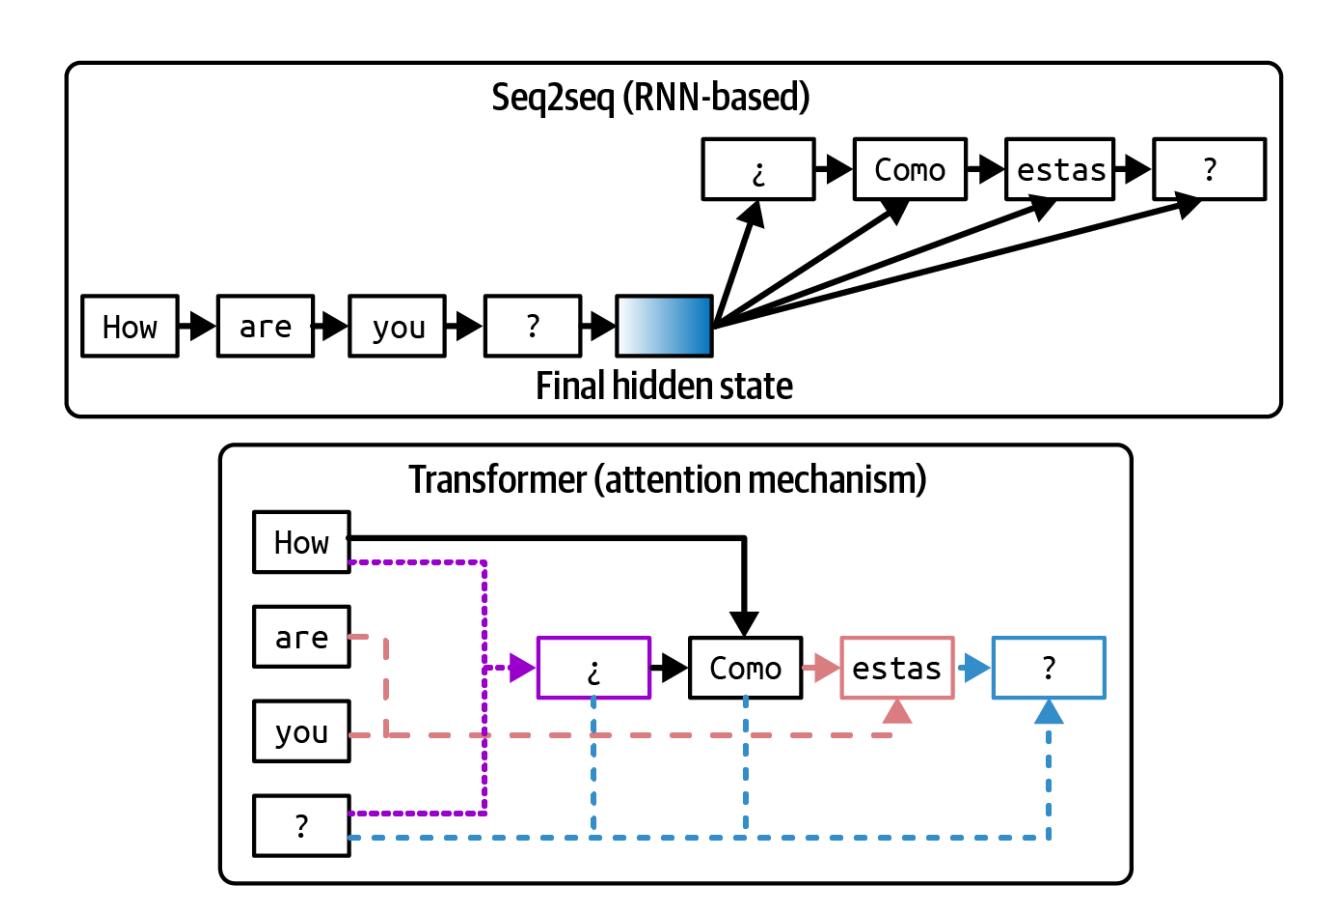 Seq2seq (RNN-based)
¿ Como estas ?
How are you ?
Final hidden state
Transformer (attention mechanism)
How
are
¿ Como estas ?
you
?